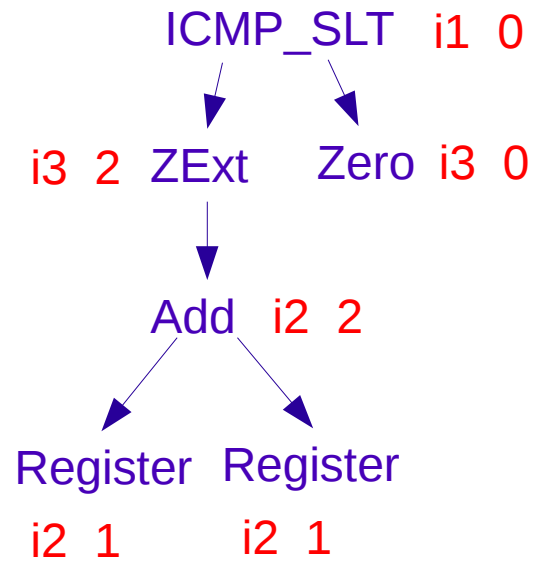 ICMP_SLT i1 0
i3 2 ZExt Zero i3 0
Add i2 2
Register Register
i2 1 i2 1